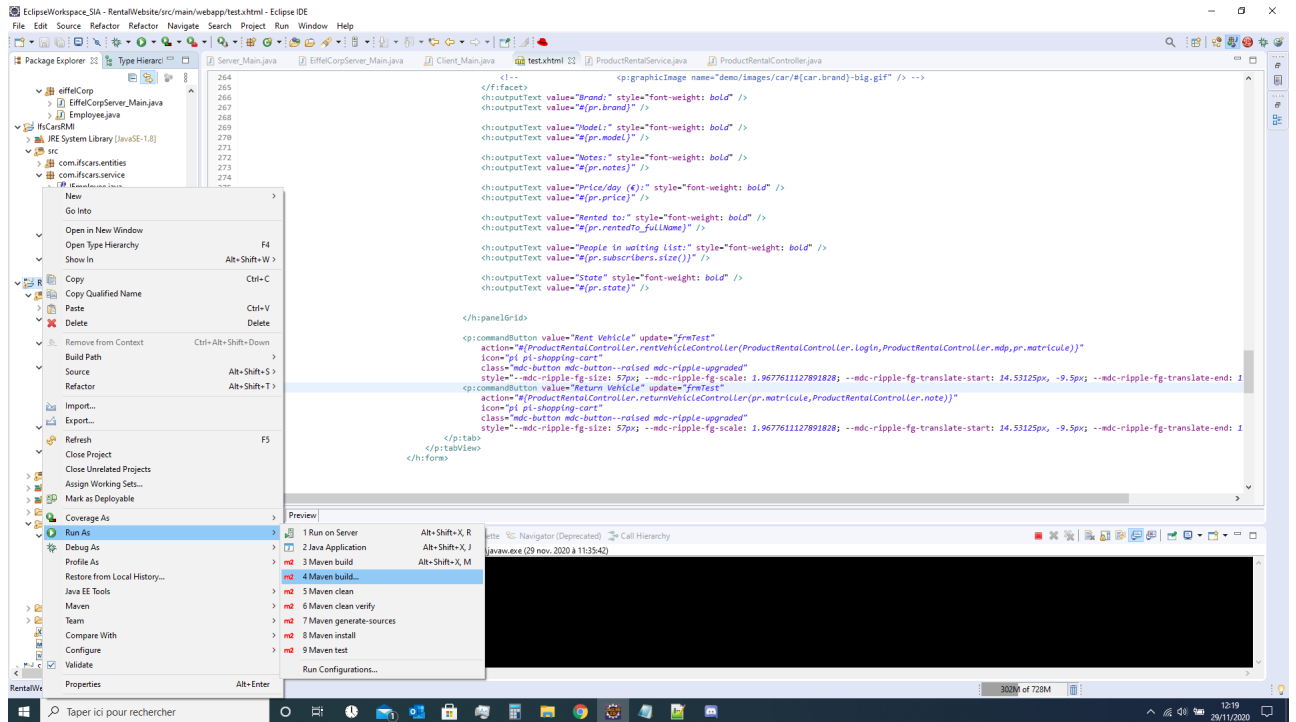 EclipseWorkspace_SIA - RentalWebsite/src/main/webapp/test.xhtml - Eclipse IDE
File Edit Source Refactor Refactor Navigate Search Project Run Window Help
Package Explorer Type Hierarcl
Server_Main.java EiffelCorpServer_Main.java Client_Main.java test.xhtml ProductRentalService.java ProductRentalController.java
eiffelCorp
EiffelCorpServer_Main.java
Employee.java
IfsCarsRMI
JRE System Library [JavaSE-1.8]
src
com.ifscars.entities
com.ifscars.service
IEmployee.java
264 <!-- <p:graphicImage name="demo/images/car/#{car.brand}-big.gif" /> -->
265 </f:facet>
266 <h:outputText value="Brand:" style="font-weight: bold" />
267 <h:outputText value="#{pr.brand}" />
268
269 <h:outputText value="Model:" style="font-weight: bold" />
270 <h:outputText value="#{pr.model}" />
271
272 <h:outputText value="Notes:" style="font-weight: bold" />
273 <h:outputText value="#{pr.notes}" />
274
<h:outputText value="Price/day (€):" style="font-weight: bold" />
<h:outputText value="#{pr.price}" />
<h:outputText value="Rented to:" style="font-weight: bold" />
<h:outputText value="#{pr.rentedTo_fullName}" />
<h:outputText value="People in waiting list:" style="font-weight: bold" />
<h:outputText value="#{pr.subscribers.size()}" />
<h:outputText value="State" style="font-weight: bold" />
<h:outputText value="#{pr.state}" />
</h:panelGrid>
<p:commandButton value="Rent Vehicle" update="frmTest"
action="#{ProductRentalController.rentVehicleController(ProductRentalController.login,ProductRentalController.mdp,pr.matricule)}"
icon="pi pi-shopping-cart"
class="mdc-button mdc-button--raised mdc-ripple-upgraded"
style="--mdc-ripple-fg-size: 57px; --mdc-ripple-fg-scale: 1.9677611127891828; --mdc-ripple-fg-translate-start: 14.53125px, -9.5px; --mdc-ripple-fg-translate-end: 1
<p:commandButton value="Return Vehicle" update="frmTest"
action="#{ProductRentalController.returnVehicleController(pr.matricule,ProductRentalController.note)}"
icon="pi pi-shopping-cart"
class="mdc-button mdc-button--raised mdc-ripple-upgraded"
style="--mdc-ripple-fg-size: 57px; --mdc-ripple-fg-scale: 1.9677611127891828; --mdc-ripple-fg-translate-start: 14.53125px, -9.5px; --mdc-ripple-fg-translate-end: 1
</p:tab>
</p:tabView>
</h:form>
New
Go Into
Open in New Window
Open Type Hierarchy F4
Show In Alt+Shift+W
Copy Ctrl+C
Copy Qualified Name
Paste Ctrl+V
Delete Delete
Remove from Context Ctrl+Alt+Shift+Down
Build Path
Source Alt+Shift+S
Refactor Alt+Shift+T
Import...
Export...
Refresh F5
Close Project
Close Unrelated Projects
Assign Working Sets...
Mark as Deployable
Coverage As
Run As
Debug As
Profile As
Restore from Local History...
Java EE Tools
Maven
Team
Compare With
Configure
Validate
Properties Alt+Enter
Preview
1 Run on Server Alt+Shift+X, R
2 Java Application Alt+Shift+X, J
3 Maven build Alt+Shift+X, M
4 Maven build...
5 Maven clean
6 Maven clean verify
7 Maven generate-sources
8 Maven install
9 Maven test
Run Configurations...
ette Navigator (Deprecated) Call Hierarchy
\javaw.exe (29 nov. 2020 à 11:35:42)
RentalWe
302M of 728M
Taper ici pour rechercher
12:19
29/11/2020